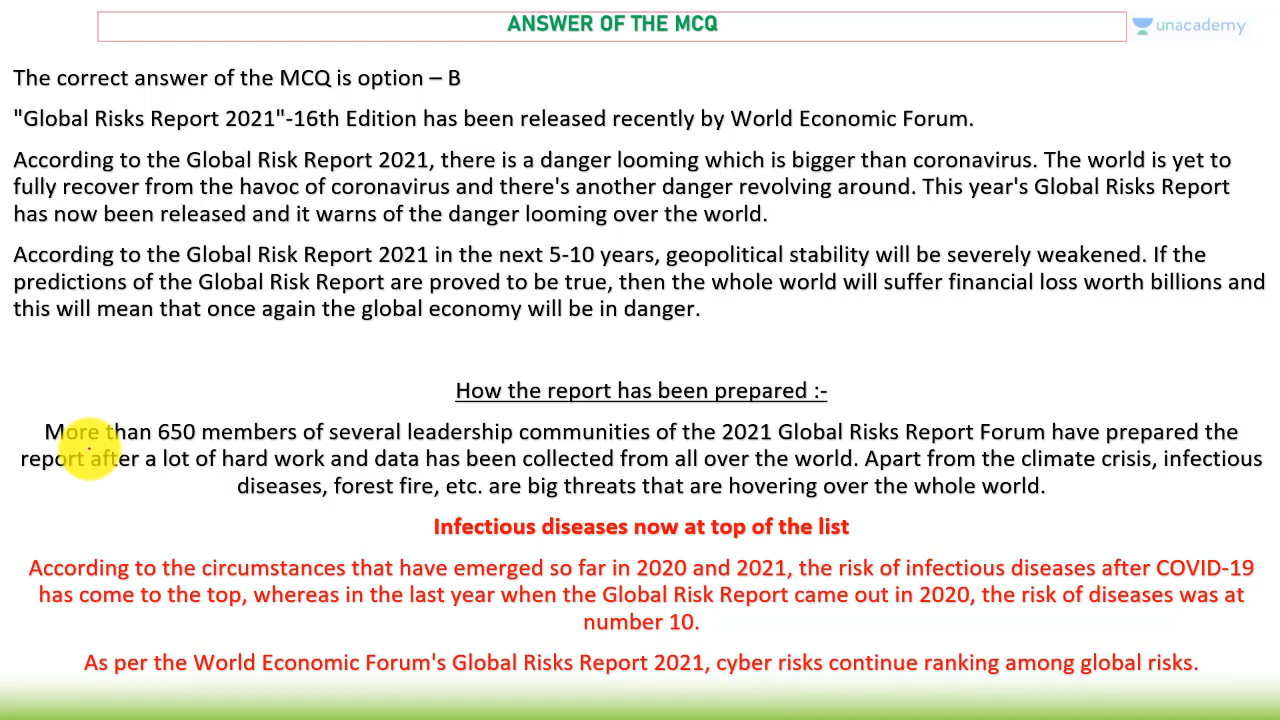 ANSWER OF THE MCQ
unacademy
The correct answer of the MCQ is option – B
"Global Risks Report 2021"-16th Edition has been released recently by World Economic Forum.
According to the Global Risk Report 2021, there is a danger looming which is bigger than coronavirus. The world is yet to
fully recover from the havoc of coronavirus and there's another danger revolving around. This year's Global Risks Report
has now been released and it warns of the danger looming over the world.
According to the Global Risk Report 2021 in the next 5-10 years, geopolitical stability will be severely weakened. If the
predictions of the Global Risk Report are proved to be true, then the whole world will suffer financial loss worth billions and
this will mean that once again the global economy will be in danger.
How the report has been prepared :-
More than 650 members of several leadership communities of the 2021 Global Risks Report Forum have prepared the
report after a lot of hard work and data has been collected from all over the world. Apart from the climate crisis, infectious
diseases, forest fire, etc. are big threats that are hovering over the whole world.
Infectious diseases now at top of the list
According to the circumstances that have emerged so far in 2020 and 2021, the risk of infectious diseases after COVID-19
has come to the top, whereas in the last year when the Global Risk Report came out in 2020, the risk of diseases was at
number 10.
As per the World Economic Forum's Global Risks Report 2021, cyber risks continue ranking among global risks.